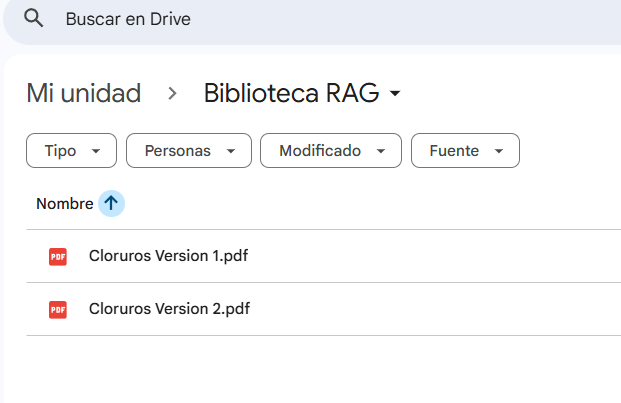 Buscar en Drive
Mi unidad > Biblioteca RAG
Tipo Personas Modificado Fuente
Nombre
PDF Cloruros Version 1.pdf
PDF Cloruros Version 2.pdf